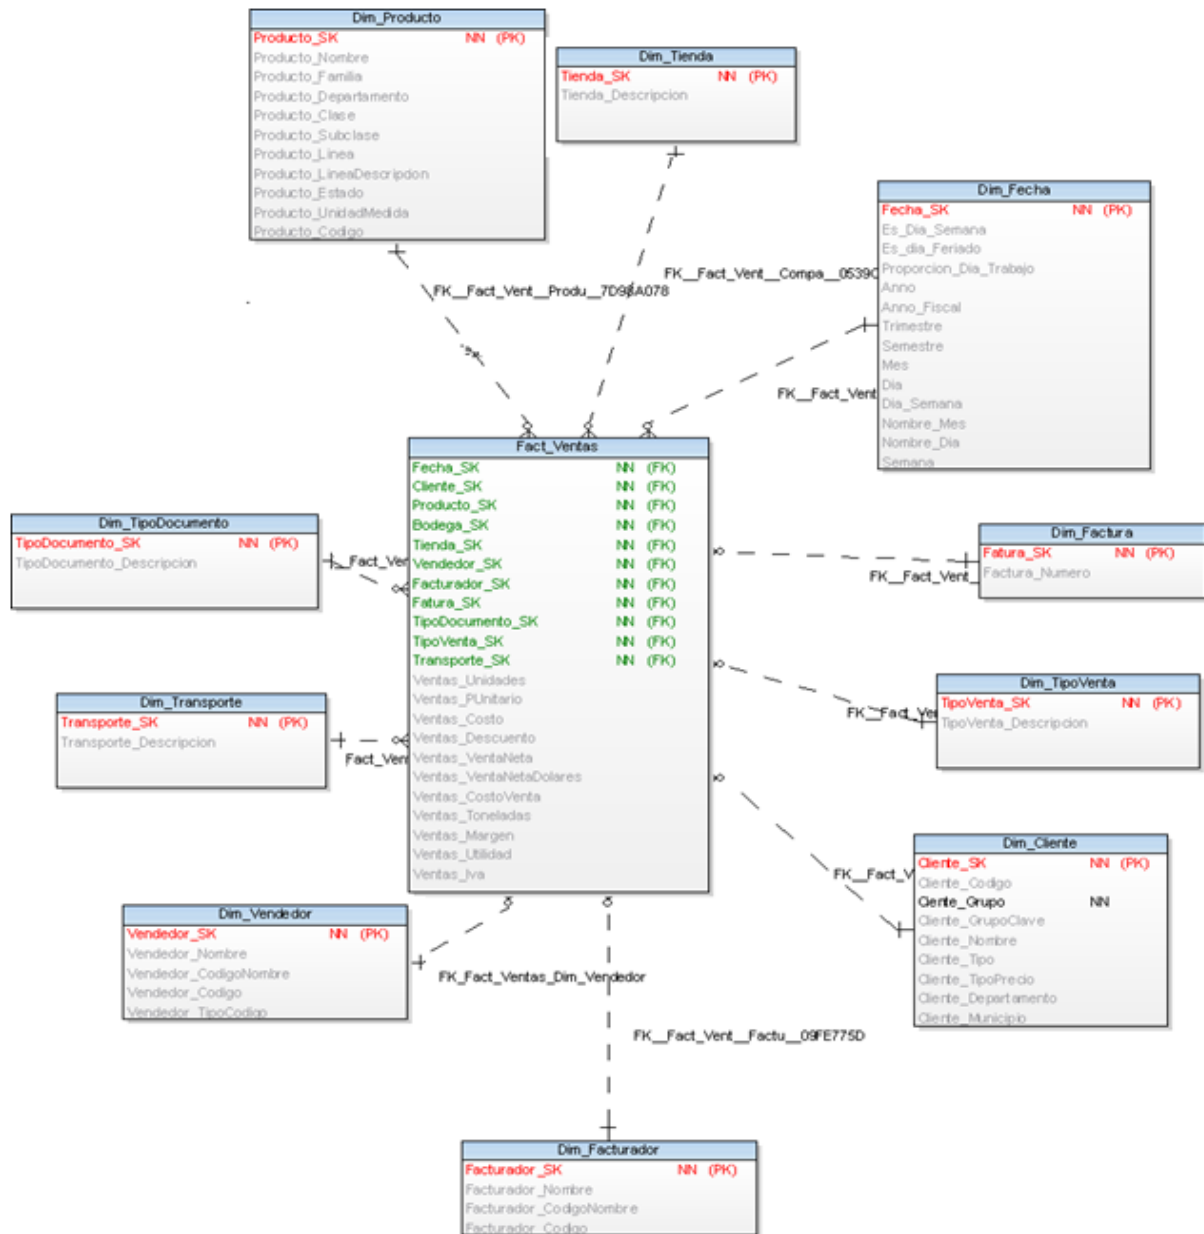 Dim_Producto
Producto_SK NN (PK)
Producto_Nombre
Producto_Familia
Producto_Departamento
Producto_Clase
Producto_Subclase
Producto_Linea
Producto_LineaDescripcion
Producto_Estado
Producto_UnidadMedida
Producto_Codigo
Dim_Tienda
Tienda_SK NN (PK)
Tienda_Descripcion
Dim_Fecha
Fecha_SK NN (PK)
Es_Dia_Semana
Es_dia_Feriado
Proporcion_Dia_Trabajo
Anno
Anno_Fiscal
Trimestre
Semestre
Mes
Dia
Dia_Semana
Nombre_Mes
Nombre_Dia
Semana
FK__Fact_Vent__Produ__7D98A078
FK__Fact_Vent__Compa__0539C
FK__Fact_Vent
Fact_Ventas
Fecha_SK NN (FK)
Cliente_SK NN (FK)
Producto_SK NN (FK)
Bodega_SK NN (FK)
Tienda_SK NN (FK)
Vendedor_SK NN (FK)
Facturador_SK NN (FK)
Fatura_SK NN (FK)
TipoDocumento_SK NN (FK)
TipoVenta_SK NN (FK)
Transporte_SK NN (FK)
Ventas_Unidades
Ventas_PUnitario
Ventas_Costo
Ventas_Descuento
Ventas_VentaNeta
Ventas_VentaNetaDolares
Ventas_CostoVenta
Ventas_Toneladas
Ventas_Margen
Ventas_Utilidad
Ventas_Iva
Dim_TipoDocumento
TipoDocumento_SK NN (PK)
TipoDocumento_Descripcion
Fact_Ver
Dim_Factura
Fatura_SK NN (PK)
Factura_Numero
FK__Fact_Vent_
Dim_Transporte
Transporte_SK NN (PK)
Transporte_Descripcion
Fact_Ver
Dim_TipoVenta
TipoVenta_SK NN (PK)
TipoVenta_Descripcion
FK__Fact_Ve
Dim_Cliente
Cliente_SK NN (PK)
Cliente_Codigo
Cliente_Grupo NN
Cliente_GrupoClave
Cliente_Nombre
Cliente_Tipo
Cliente_TipoPrecio
Cliente_Departamento
Cliente_Municipio
FK__Fact_V
Dim_Vendedor
Vendedor_SK NN (PK)
Vendedor_Nombre
Vendedor_CodigoNombre
Vendedor_Codigo
Vendedor_TipoCodigo
FK_Fact_Ventas_Dim_Vendedor
FK__Fact_Vent__Factu__09FE775D
Dim_Facturador
Facturador_SK NN (PK)
Facturador_Nombre
Facturador_CodigoNombre
Facturador_Codigo